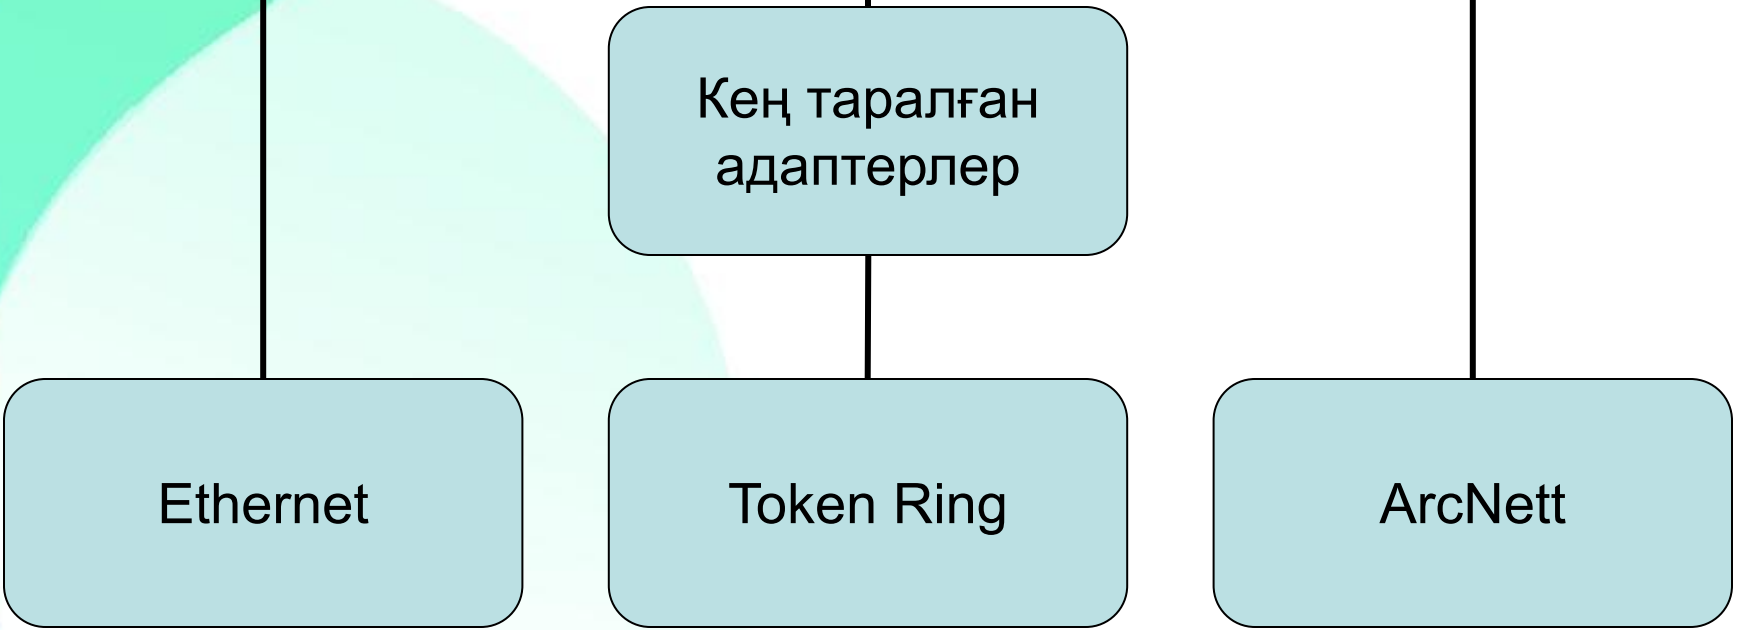 Кең таралған
адаптерлер
Ethernet
Token Ring
ArcNett